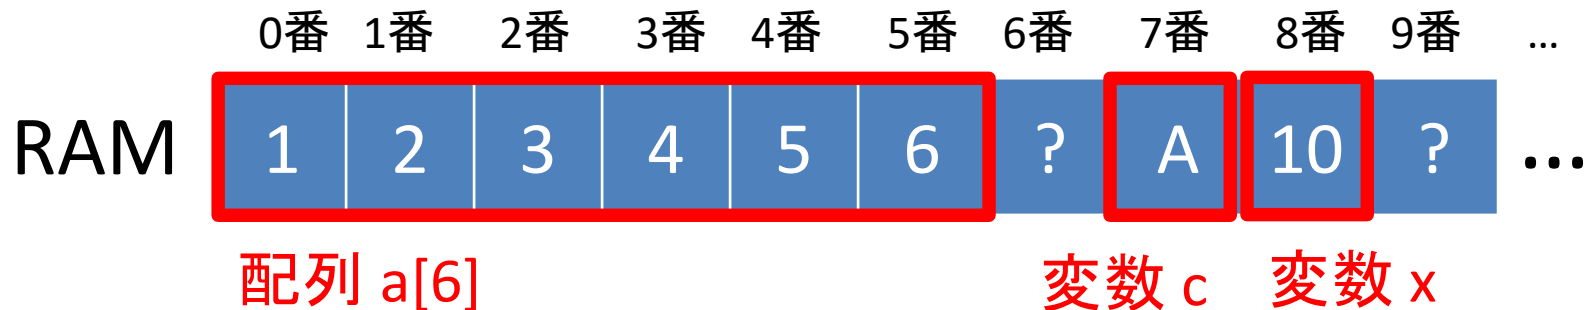 0番 1番 2番 3番 4番 5番 6番 7番 8番 9番 ...
RAM 1 2 3 4 5 6 ? A 10 ? ...
配列 a[6] 変数 c 変数 x